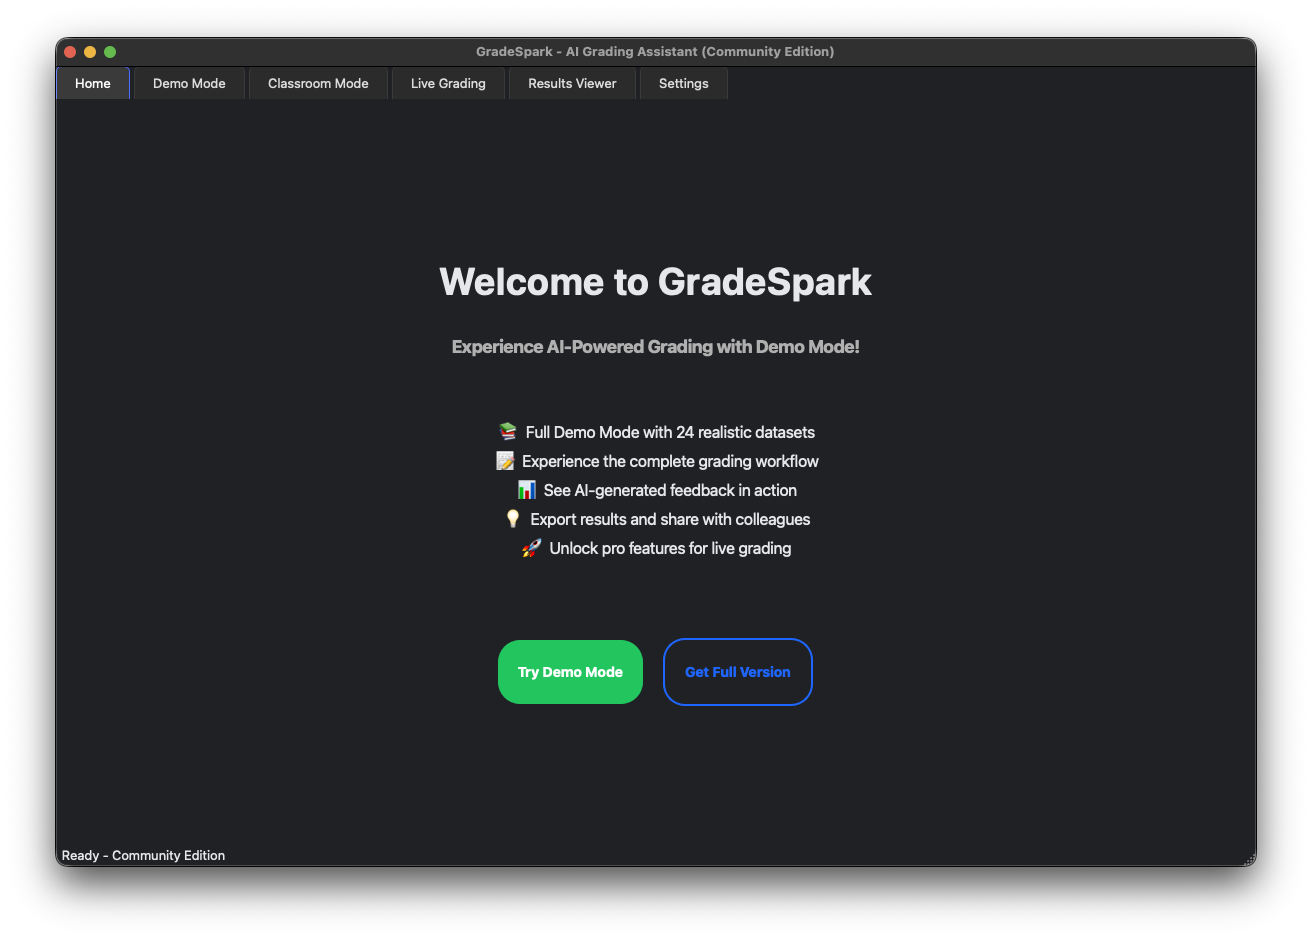 GradeSpark - AI Grading Assistant (Community Edition)
Home Demo Mode Classroom Mode Live Grading Results Viewer Settings
Welcome to GradeSpark
Experience AI-Powered Grading with Demo Mode!
📚 Full Demo Mode with 24 realistic datasets
📝 Experience the complete grading workflow
📊 See AI-generated feedback in action
💡 Export results and share with colleagues
🚀 Unlock pro features for live grading
Try Demo Mode Get Full Version
Ready - Community Edition